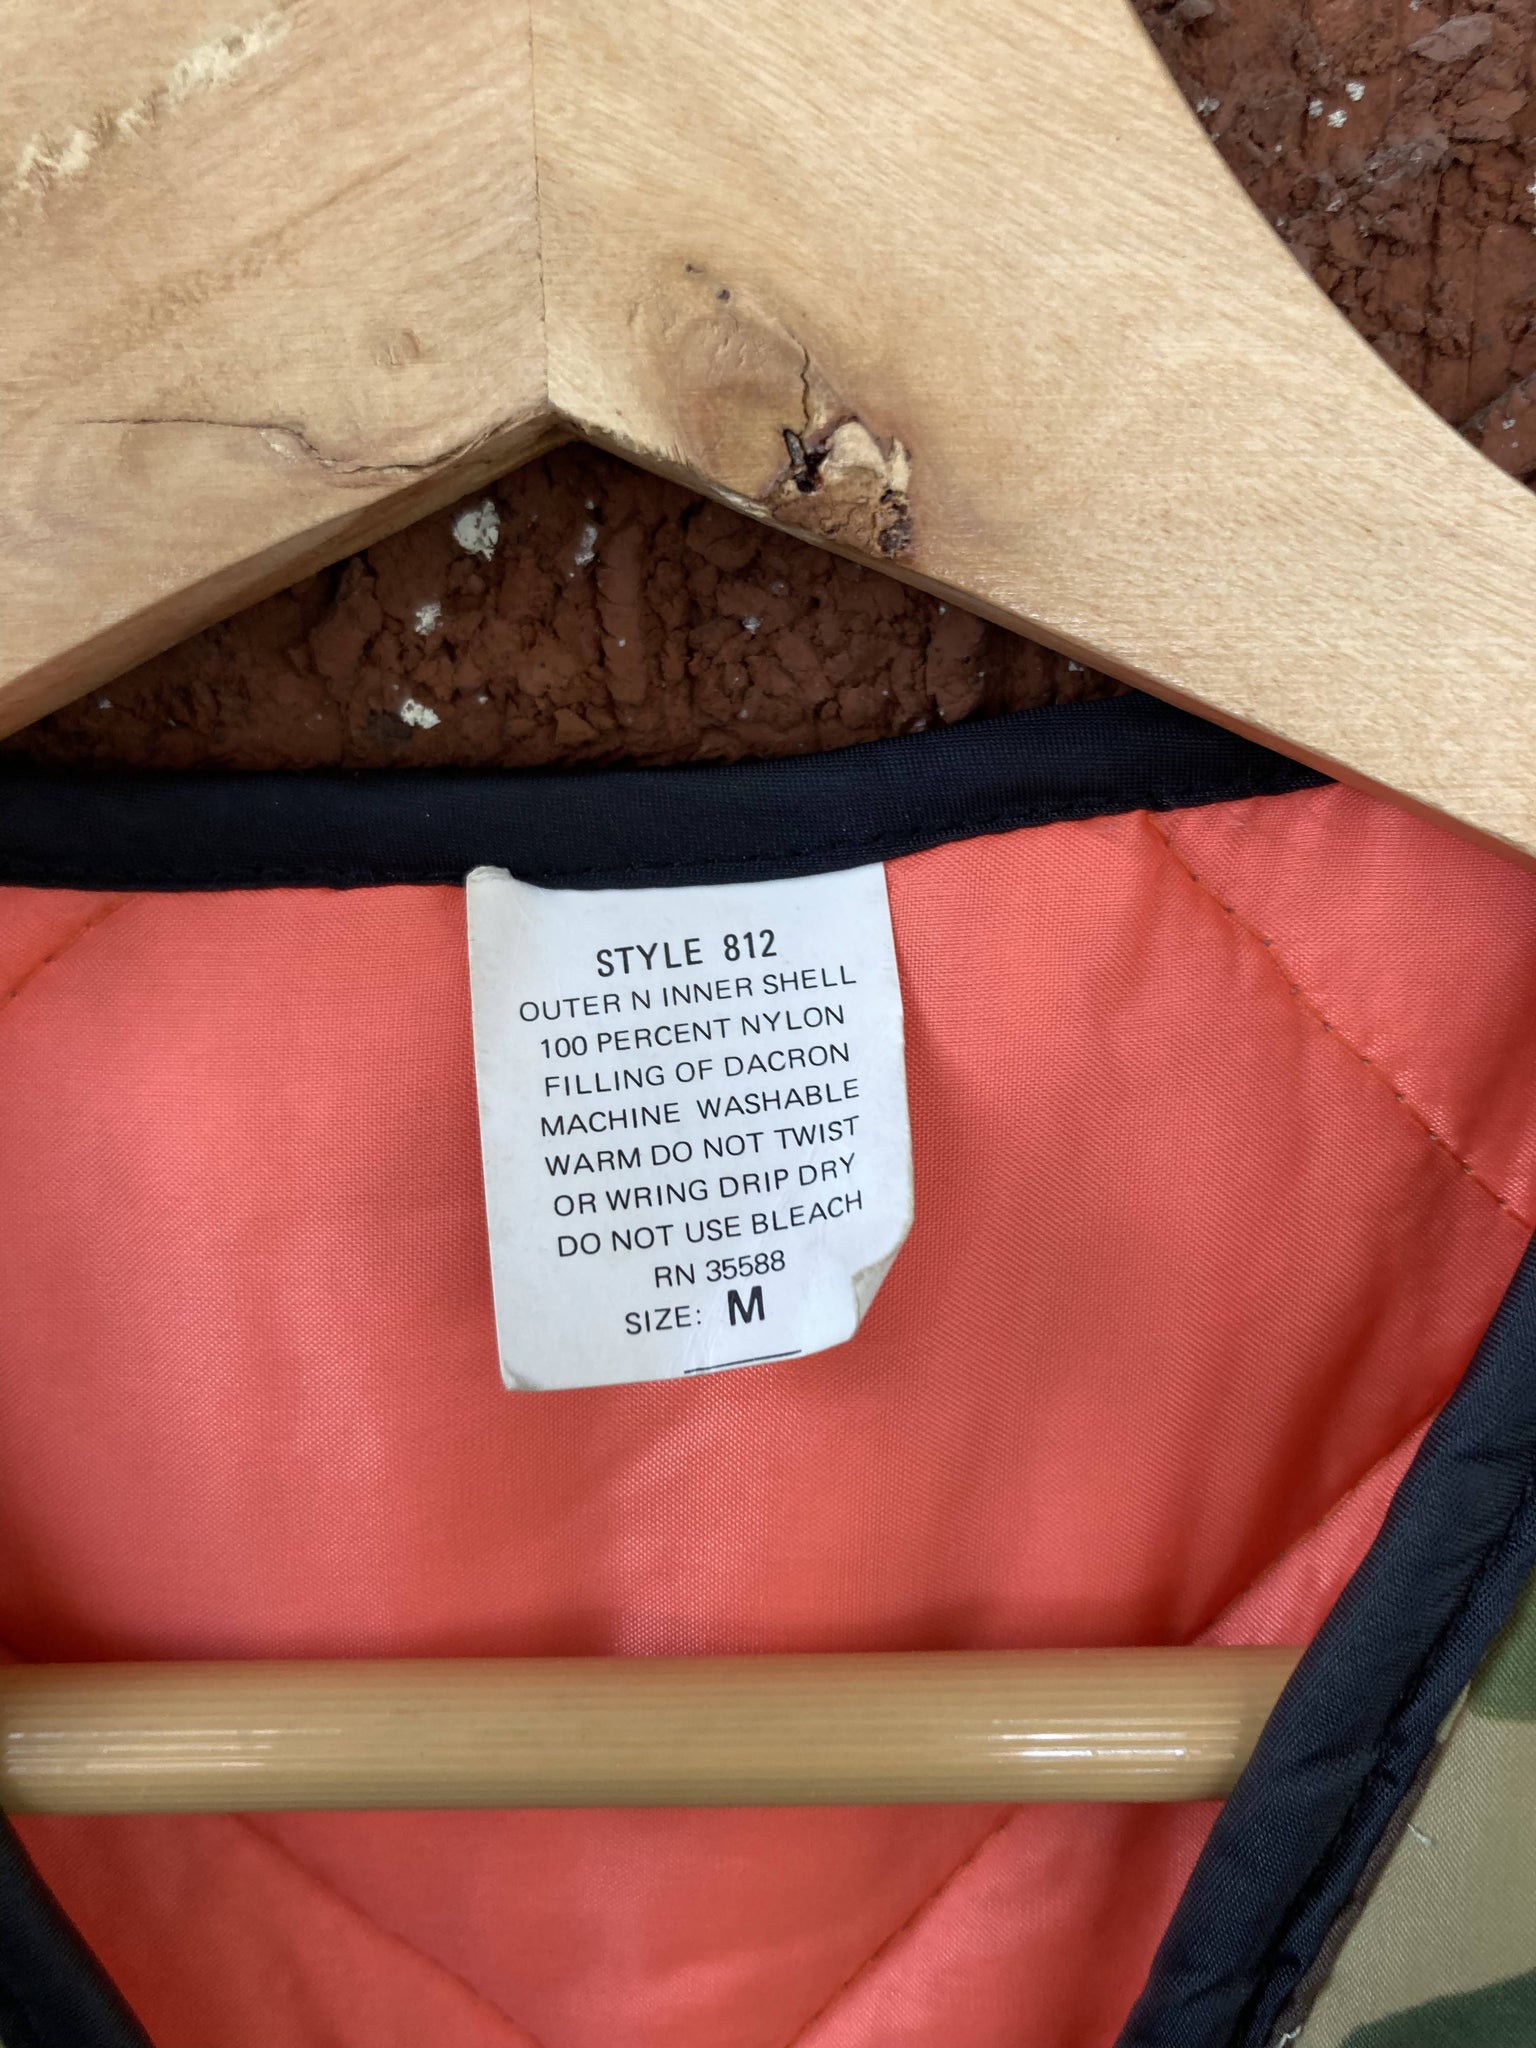 STYLE 812
OUTER N INNER SHELL
100 PERCENT NYLON
FILLING OF DACRON
MACHINE WASHABLE
WARM DO NOT TWIST
OR WRING DRIP DRY
DO NOT USE BLEACH
RN 35588
SIZE: M